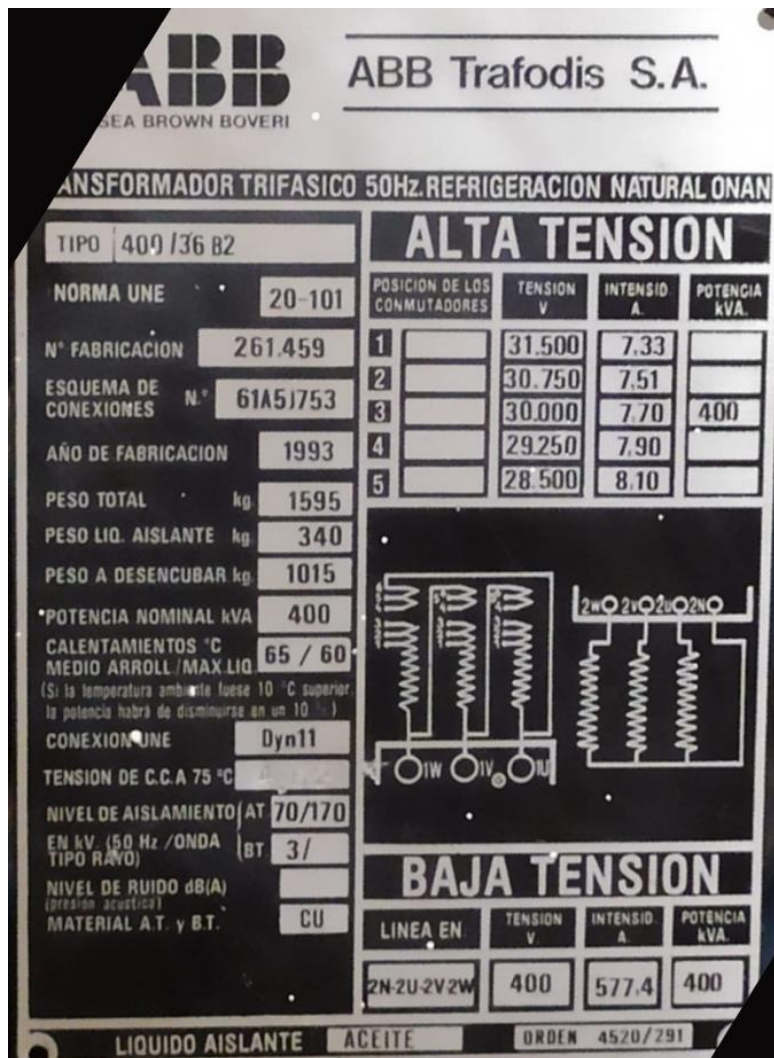 ABB
SEA BROWN BOVERI
ABB Trafodis S.A.
ANSFORMADOR TRIFASICO 50Hz. REFRIGERACION NATURAL ONAN
TIPO 400/36 B2
NORMA UNE 20-101
N° FABRICACION 261.459
ESQUEMA DE CONEXIONES N.° 61A5J753
AÑO DE FABRICACION 1993
PESO TOTAL kg. 1595
PESO LIQ. AISLANTE kg. 340
PESO A DESENCUBAR kg. 1015
POTENCIA NOMINAL kVA 400
CALENTAMIENTOS °C
MEDIO ARROLL/MAX LIQ. 65 / 60
(Si la temperatura ambiente fuese 10 °C superior,
la potencia habrá de disminuirse en un 10 )
CONEXION UNE Dyn11
TENSION DE C.C.A 75 °C
NIVEL DE AISLAMIENTO AT 70/170
EN kV. (50 Hz /ONDA
TIPO RAYO) BT 3/
NIVEL DE RUIDO dB(A)
(presion acustica)
MATERIAL A.T. y B.T. CU
ALTA TENSION
POSICION DE LOS CONMUTADORES TENSION V. INTENSID. A. POTENCIA kVA.
1 31.500 7.33
2 30.750 7.51
3 30.000 7.70 400
4 29.250 7.90
5 28.500 8.10
2W 2V 2U 2N
1W 1V 1U
BAJA TENSION
LINEA EN TENSION V. INTENSID. A. POTENCIA kVA.
2N-2U-2V-2W 400 577.4 400
LIQUIDO AISLANTE ACEITE ORDEN 4520/291